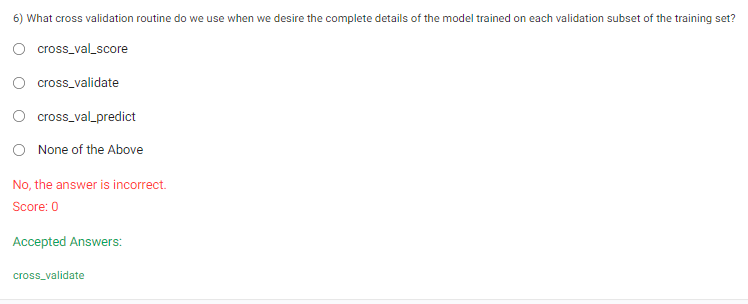 6) What cross validation routine do we use when we desire the complete details of the model trained on each validation subset of the training set?
cross_val_score
cross_validate
cross_val_predict
None of the Above
No, the answer is incorrect.
Score: 0
Accepted Answers:
cross_validate